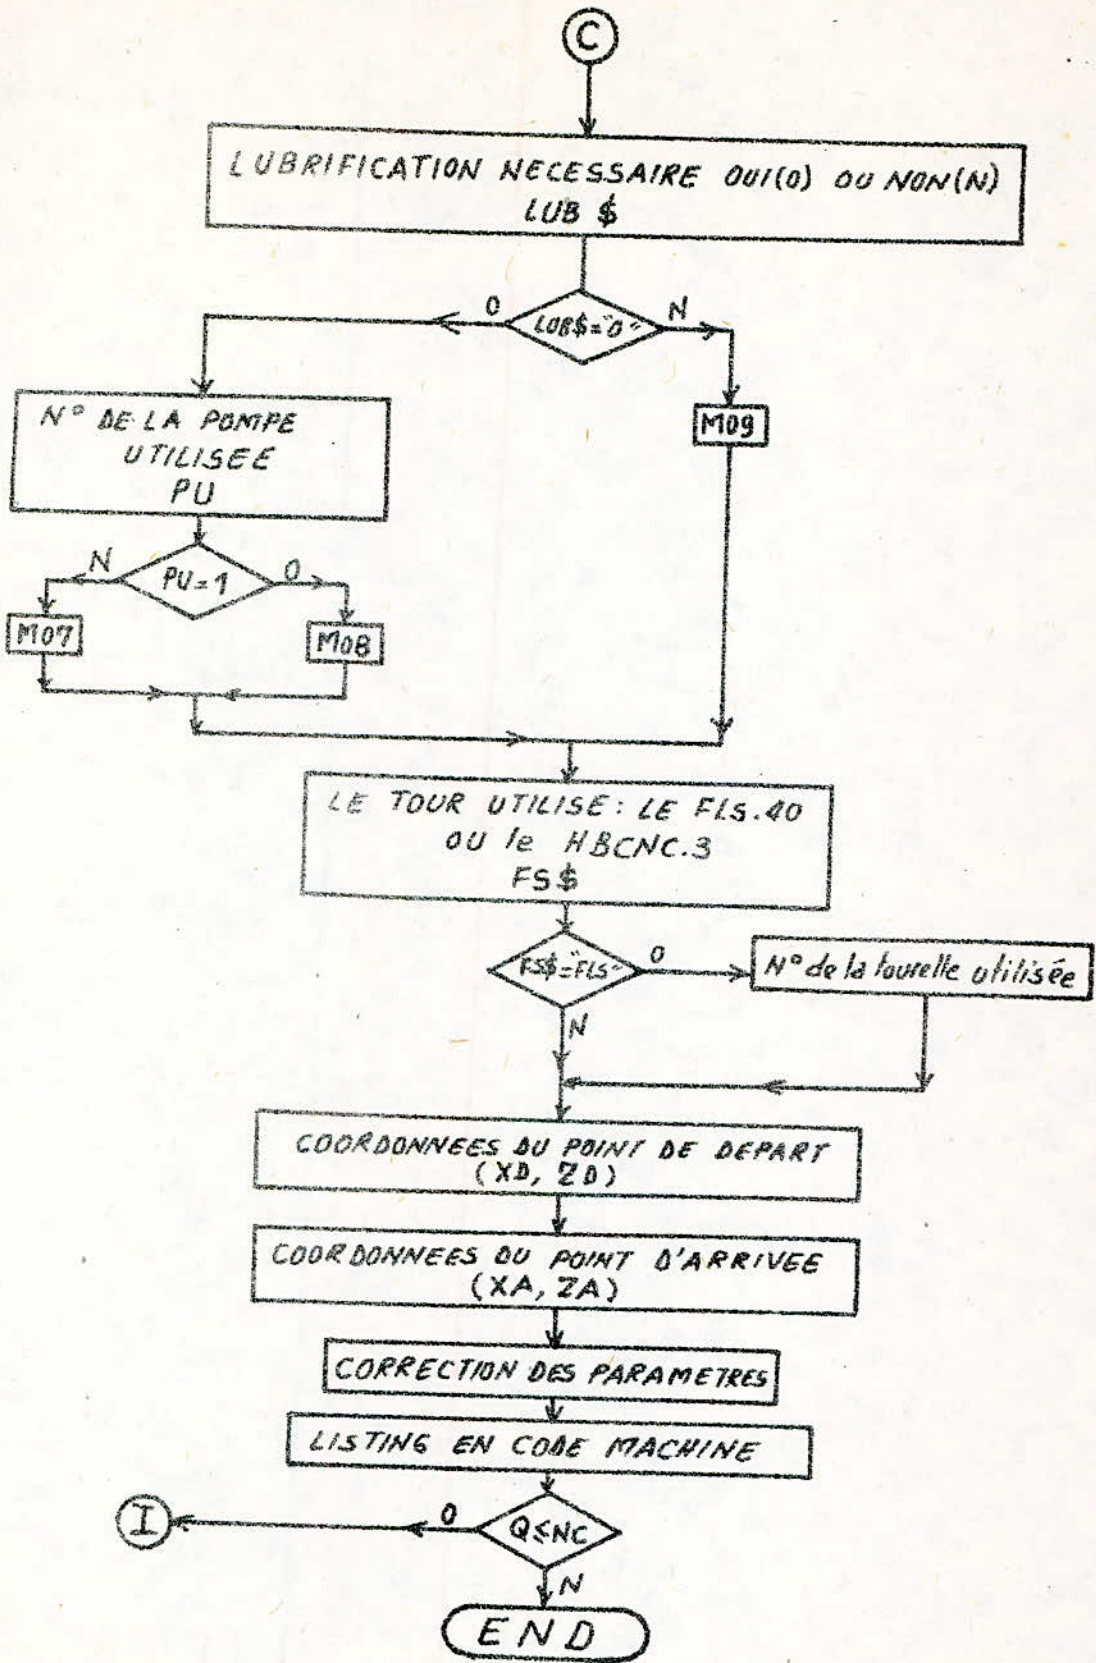 C
LUBRIFICATION NECESSAIRE OUI(O) OU NON(N)
LUB $
O
LUB$="O"
N
N° DE LA POMPE
UTILISEE
PU
M09
N
PU=1
O
M07
M08
LE TOUR UTILISE: LE FLS.40
OU le HBCNC.3
FS$
FS$="FLS"
O
N° de la tourelle utilisée
N
COORDONNEES DU POINT DE DEPART
(XD, ZD)
COORDONNEES DU POINT D'ARRIVEE
(XA, ZA)
CORRECTION DES PARAMETRES
LISTING EN CODE MACHINE
I
O
Q≤NC
N
END